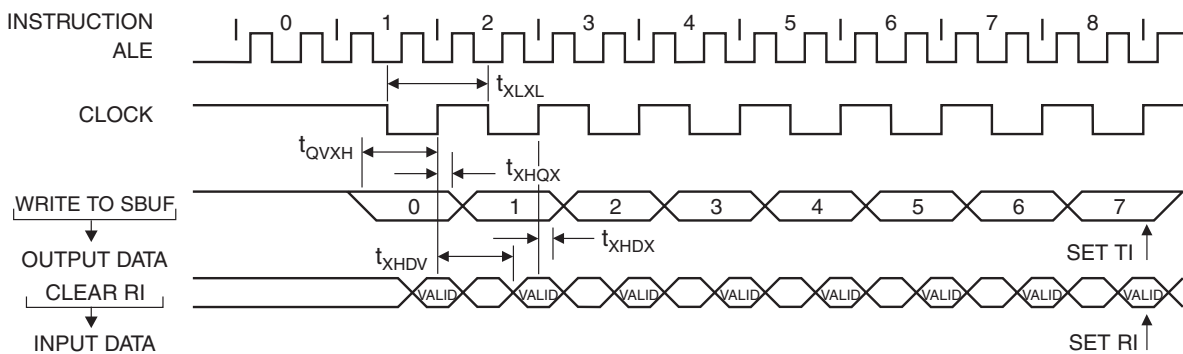 INSTRUCTION 0 1 2 3 4 5 6 7 8
ALE
tXLXL
CLOCK
tQVXH
tXHQX
WRITE TO SBUF 0 1 2 3 4 5 6 7
tXHDX
SET TI
OUTPUT DATA
tXHDV
CLEAR RI VALID VALID VALID VALID VALID VALID VALID VALID
INPUT DATA
SET RI